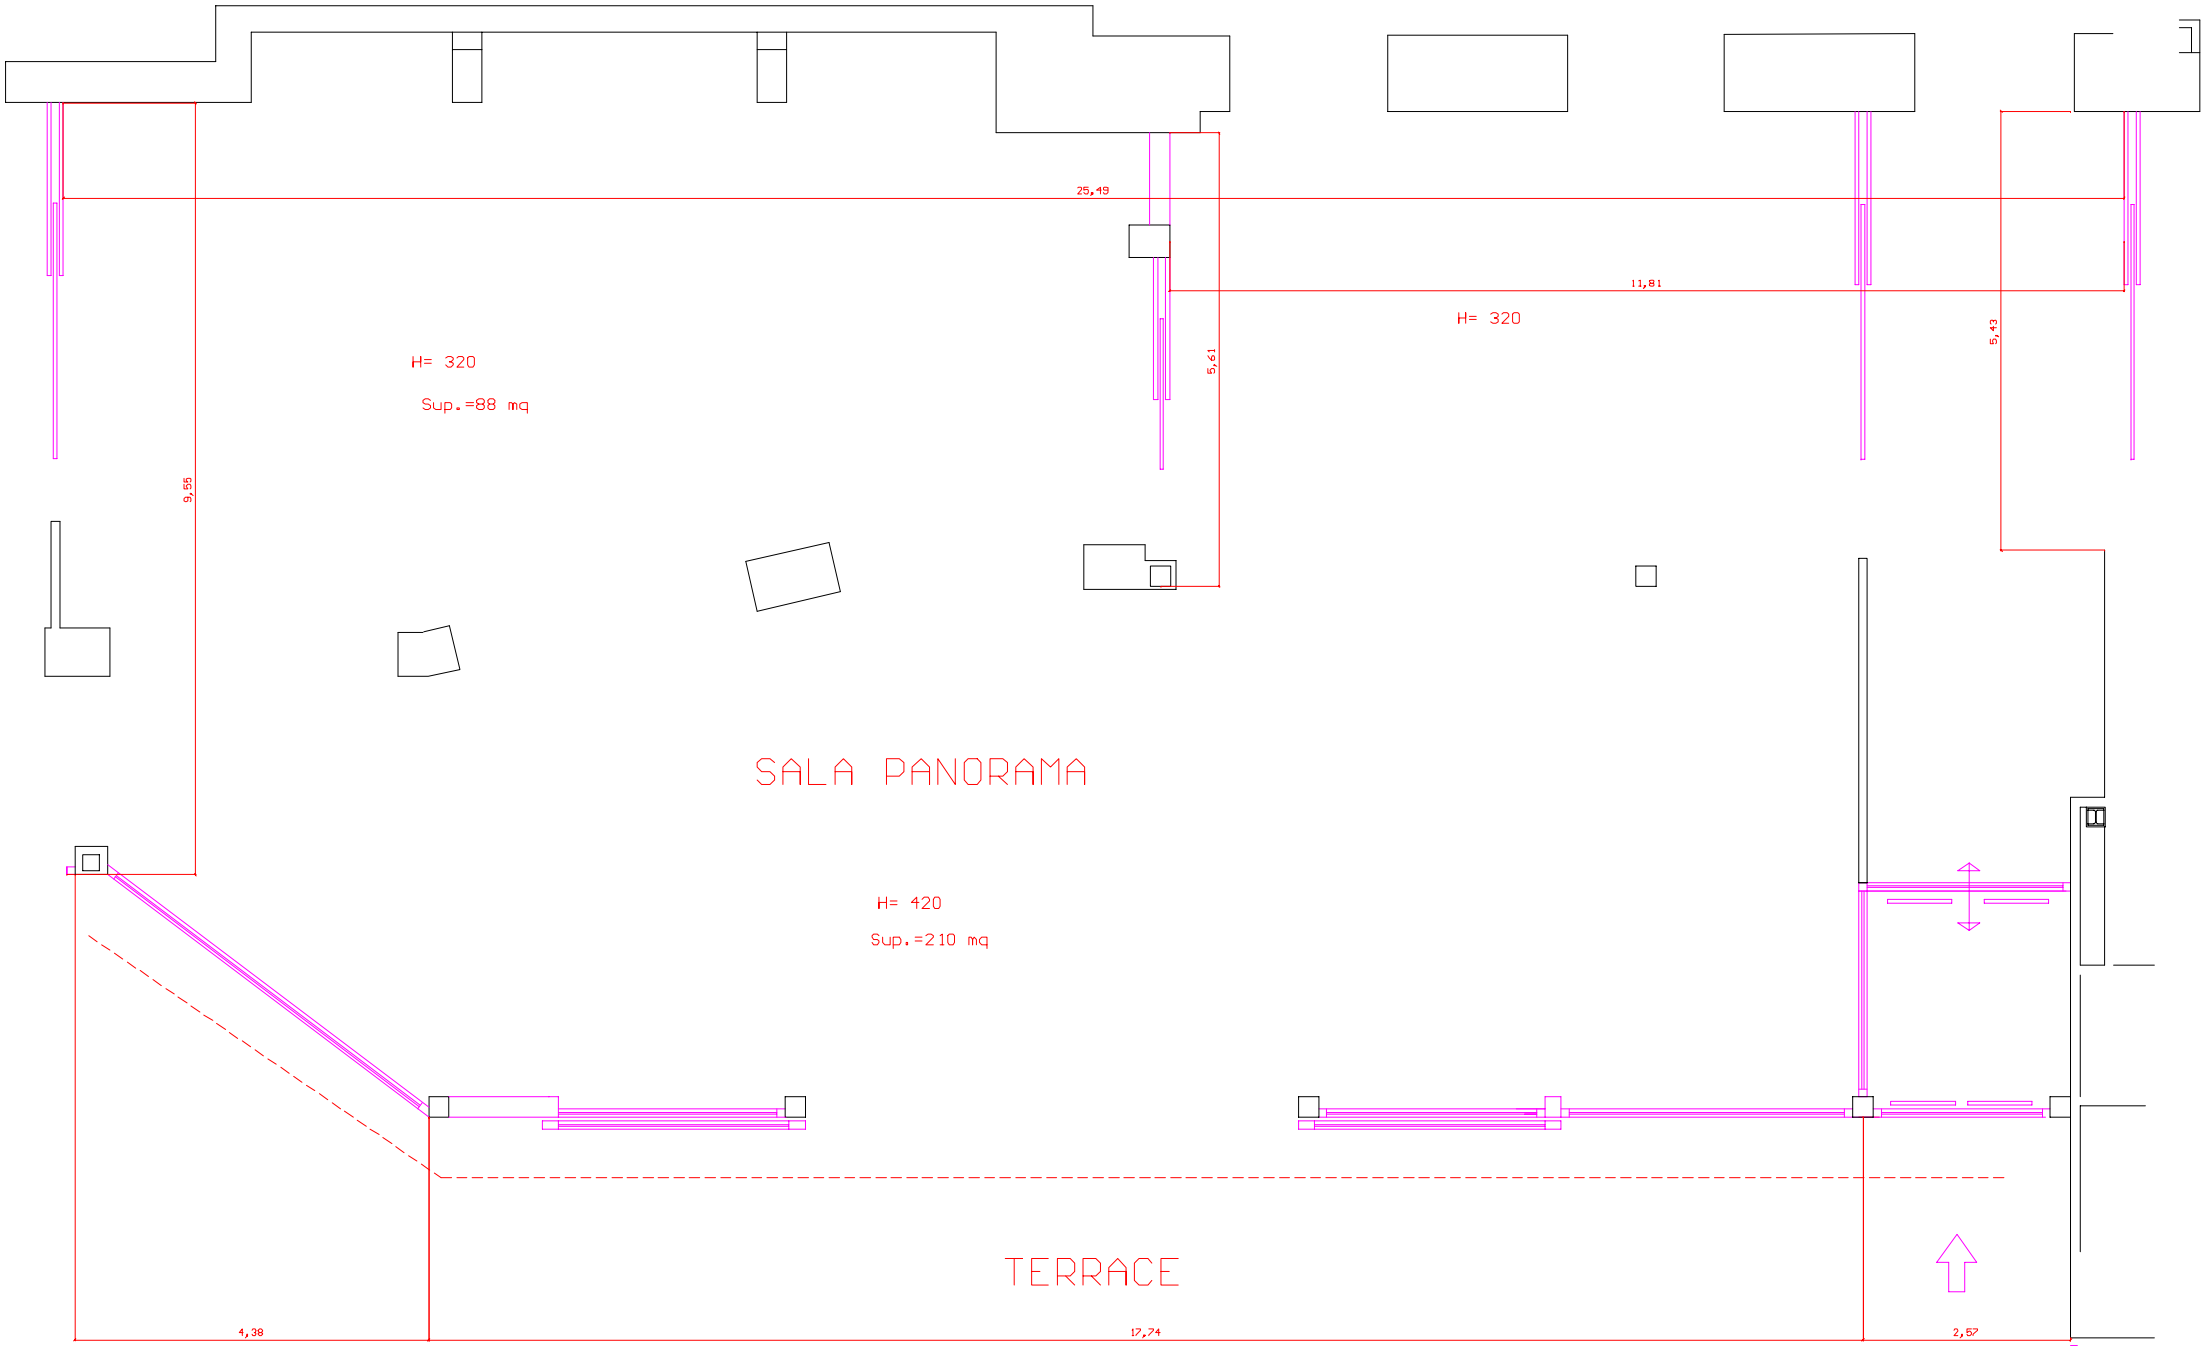 25,49
11,81
H= 320
5,43
H= 320
5,61
Sup.=88 mq
9,55
SALA PANORAMA
H= 420
Sup.=210 mq
TERRACE
4,38
17,74
2,57